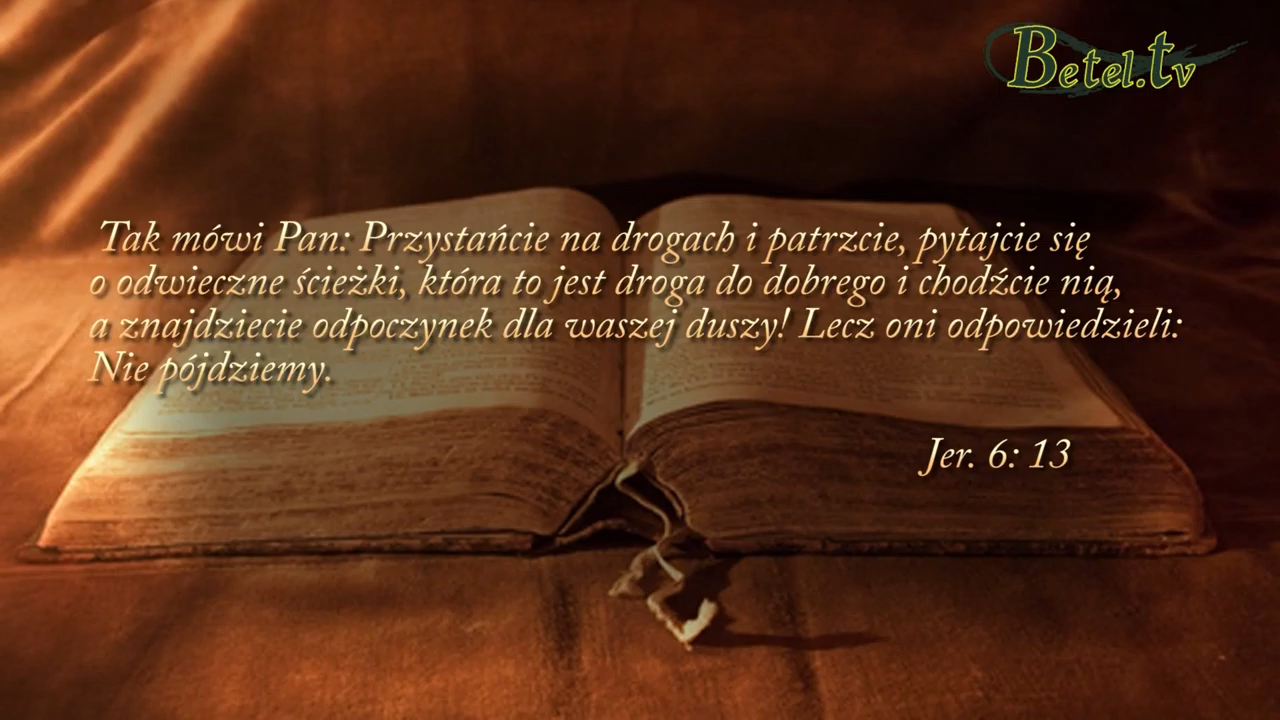 Betel.tv
Tak mówi Pan: Przystańcie na drogach i patrzcie, pytajcie się
o odwieczne ścieżki, która to jest droga do dobrego i chodźcie nią,
a znajdziecie odpoczynek dla waszej duszy! Lecz oni odpowiedzieli:
Nie pójdziemy.
Jer. 6: 13